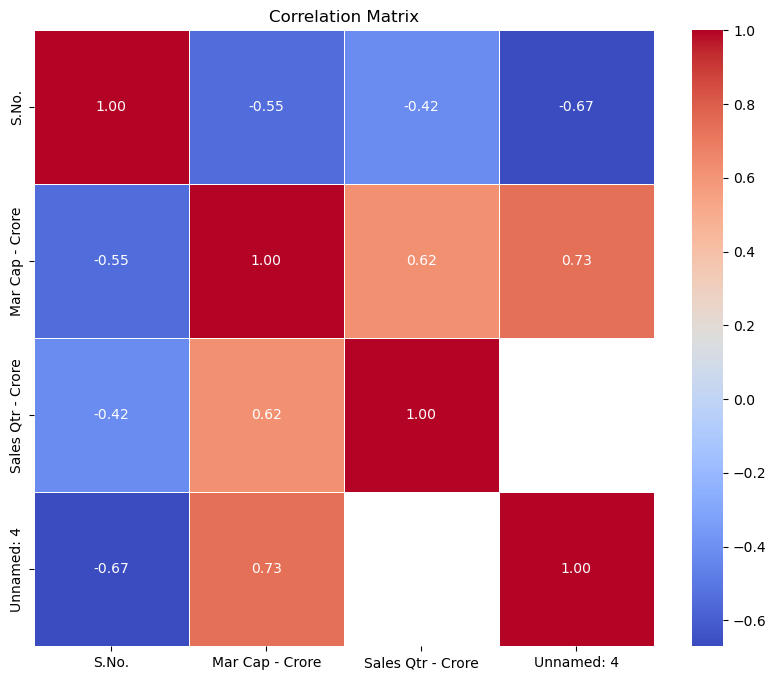 Correlation Matrix
S.No.
1.00
-0.55
-0.42
-0.67
Mar Cap - Crore
-0.55
1.00
0.62
0.73
Sales Qtr - Crore
-0.42
0.62
1.00
Unnamed: 4
-0.67
0.73
1.00
S.No.
Mar Cap - Crore
Sales Qtr - Crore
Unnamed: 4
1.0
0.8
0.6
0.4
0.2
0.0
−0.2
−0.4
−0.6